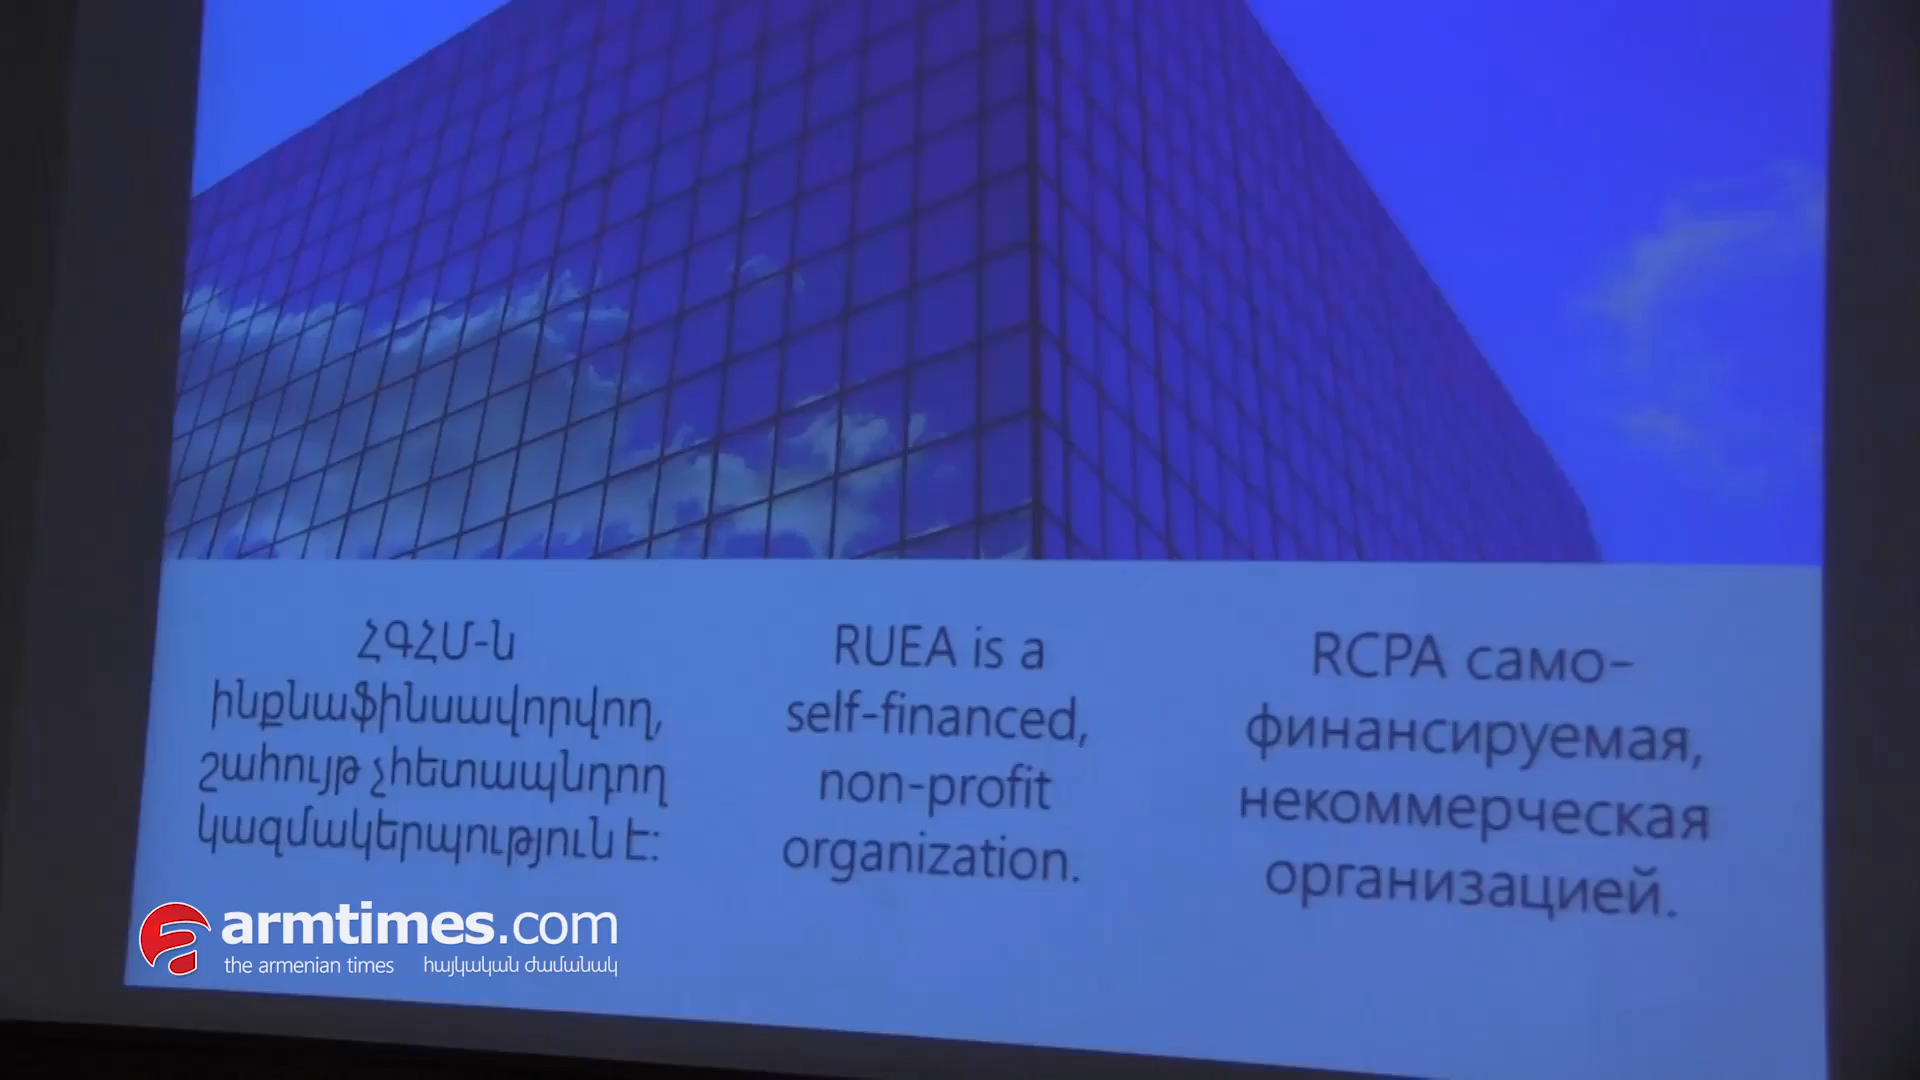 ՀԳՀՄ-ն
ինքնաֆինսավորվող,
շահույթ չհետապնդող
կազմակերպություն է:
RUEA is a
self-financed,
non-profit
organization.
RCPA само-
финансируемая,
некоммерческая
организацией.
armtimes.com
the armenian times հայկական ժամանակ